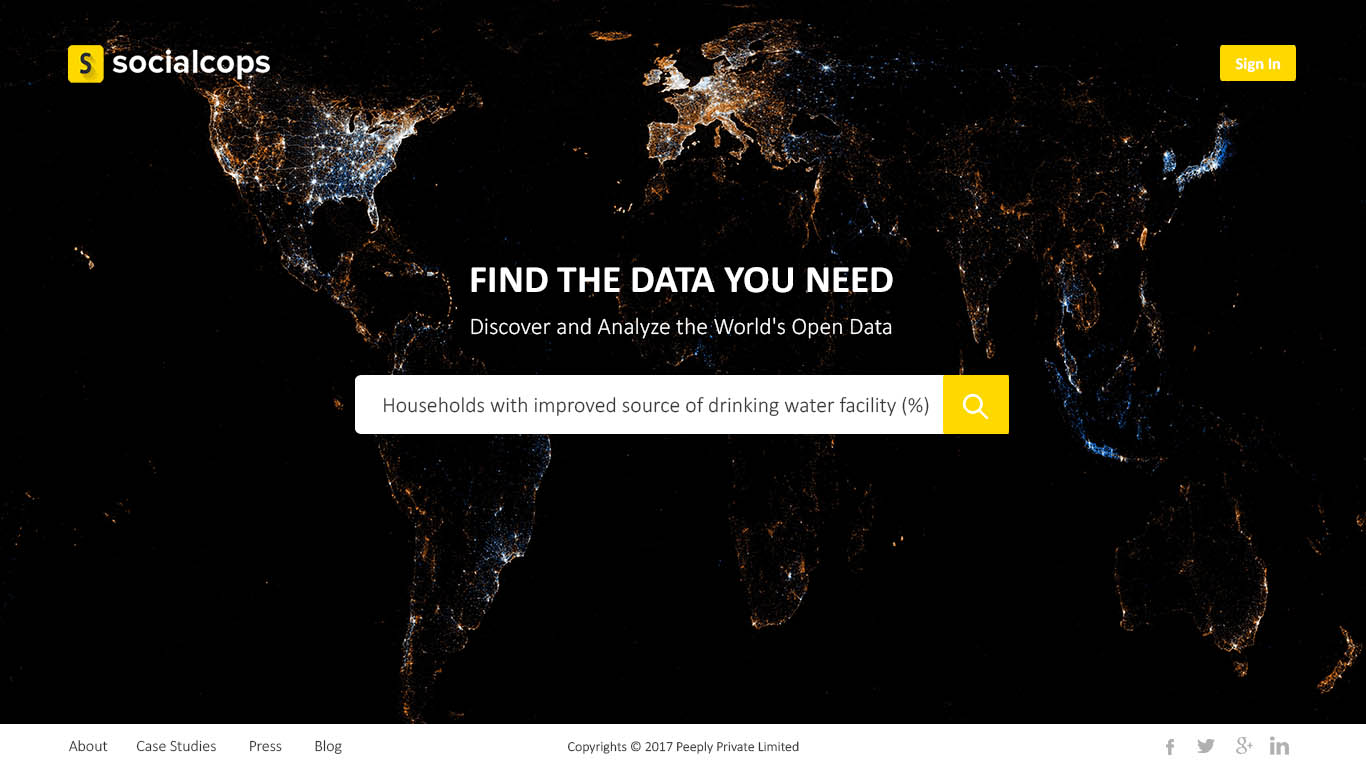 S socialcops
Sign In
FIND THE DATA YOU NEED
Discover and Analyze the World's Open Data
Households with improved source of drinking water facility (%)
About Case Studies Press Blog Copyrights © 2017 Peeply Private Limited